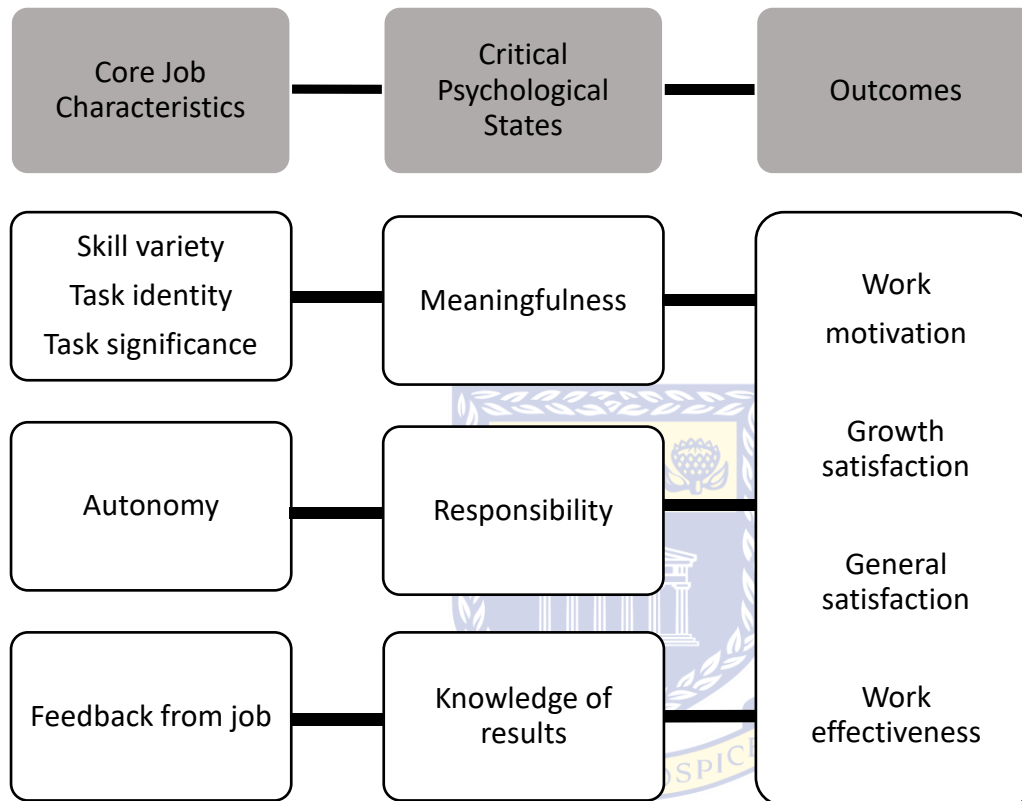 Core Job
Characteristics
Critical
Psychological
States
Outcomes
Skill variety
Task identity
Task significance
Meaningfulness
Work
motivation
Growth
satisfaction
Autonomy
Responsibility
General
satisfaction
Feedback from job
Knowledge of
results
Work
effectiveness